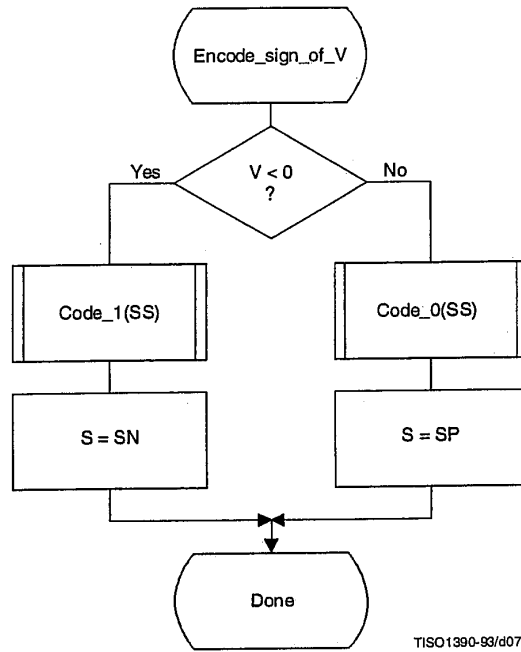 Encode_sign_of_V
V < 0
?
Yes
No
Code_1(SS)
Code_0(SS)
S = SN
S = SP
Done
TISO1390-93/d07